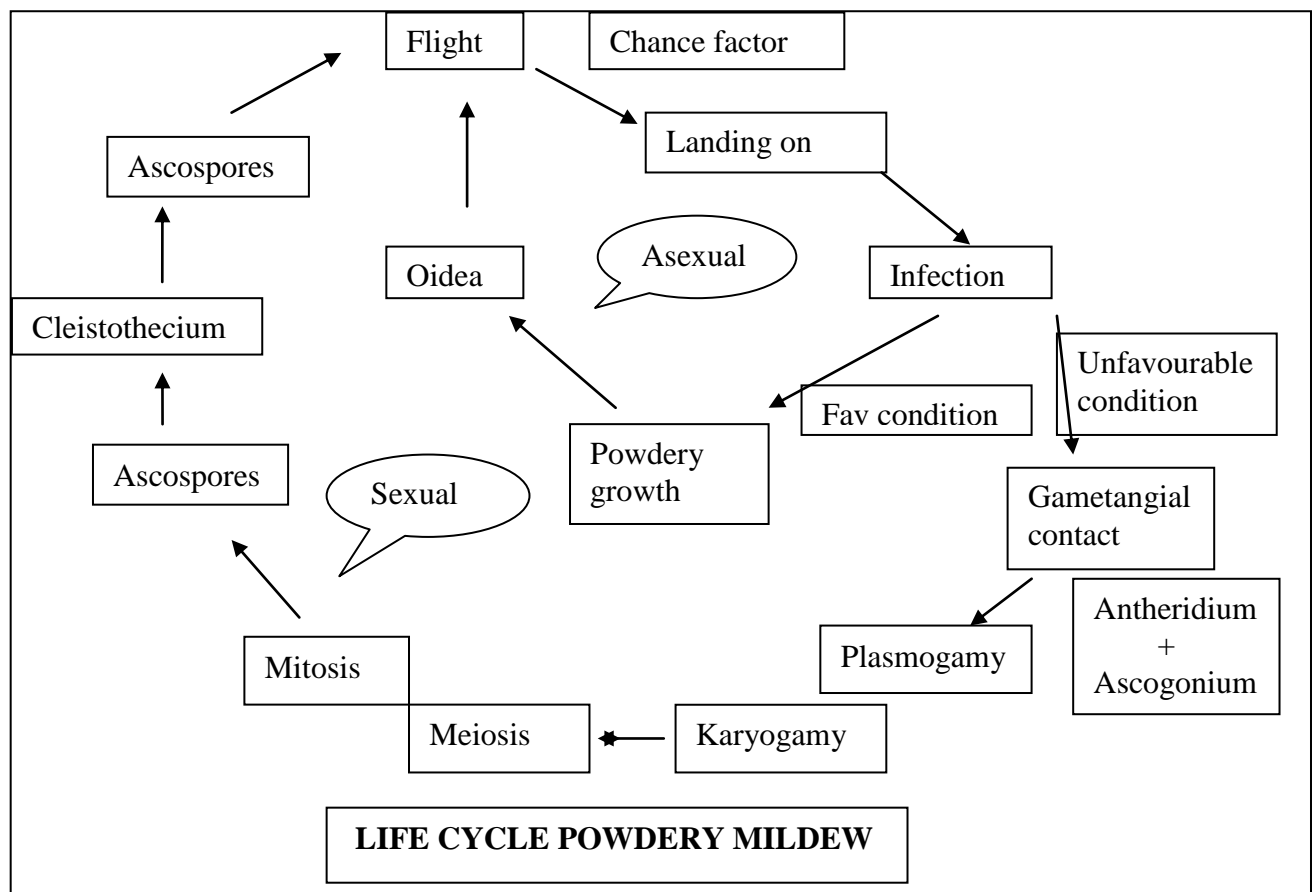 Flight
Chance factor
Landing on
Ascospores
Oidea
Asexual
Infection
Cleistothecium
Unfavourable
condition
Fav condition
Powdery
growth
Ascospores
Sexual
Gametangial
contact
Antheridium
+
Ascogonium
Mitosis
Plasmogamy
Meiosis
Karyogamy
LIFE CYCLE POWDERY MILDEW